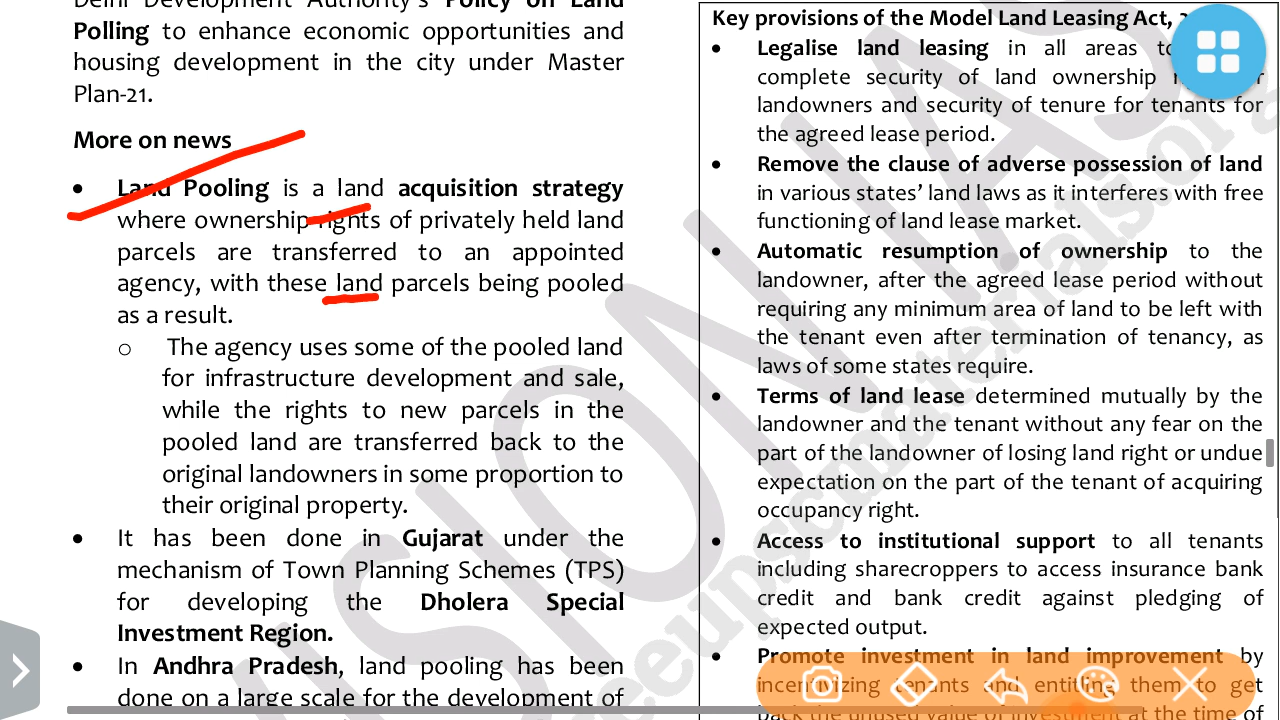 Delhi Development Authority's Policy on Land
Polling to enhance economic opportunities and
housing development in the city under Master
Plan-21.
More on news
• Land Pooling is a land acquisition strategy
where ownership rights of privately held land
parcels are transferred to an appointed
agency, with these land parcels being pooled
as a result.
o The agency uses some of the pooled land
for infrastructure development and sale,
while the rights to new parcels in the
pooled land are transferred back to the
original landowners in some proportion to
their original property.
• It has been done in Gujarat under the
mechanism of Town Planning Schemes (TPS)
for developing the Dholera Special
Investment Region.
• In Andhra Pradesh, land pooling has been
done on a large scale for the development of
Key provisions of the Model Land Leasing Act,
• Legalise land leasing in all areas
complete security of land ownership
landowners and security of tenure for tenants for
the agreed lease period.
• Remove the clause of adverse possession of land
in various states' land laws as it interferes with free
functioning of land lease market.
• Automatic resumption of ownership to the
landowner, after the agreed lease period without
requiring any minimum area of land to be left with
the tenant even after termination of tenancy, as
laws of some states require.
• Terms of land lease determined mutually by the
landowner and the tenant without any fear on the
part of the landowner of losing land right or undue
expectation on the part of the tenant of acquiring
occupancy right.
• Access to institutional support to all tenants
including sharecroppers to access insurance bank
credit and bank credit against pledging of
expected output.
• Promote investment in land improvement by
incentivizing tenants and entitling them to get
back the unused value of investment at the time of